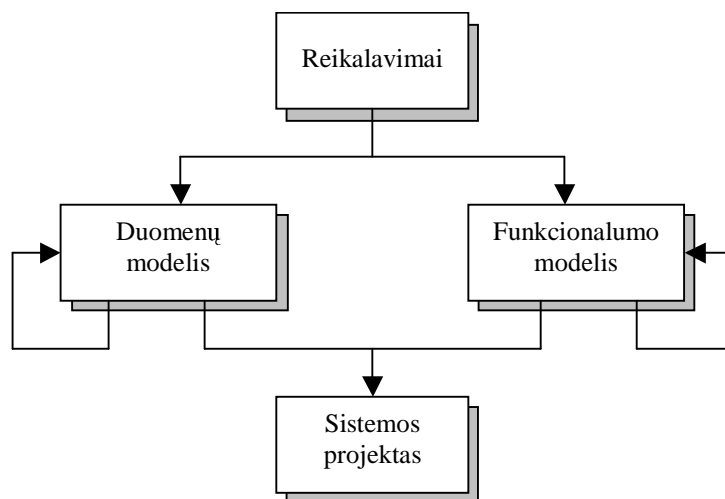 Reikalavimai
Duomenų
modelis
Funkcionalumo
modelis
Sistemos
projektas